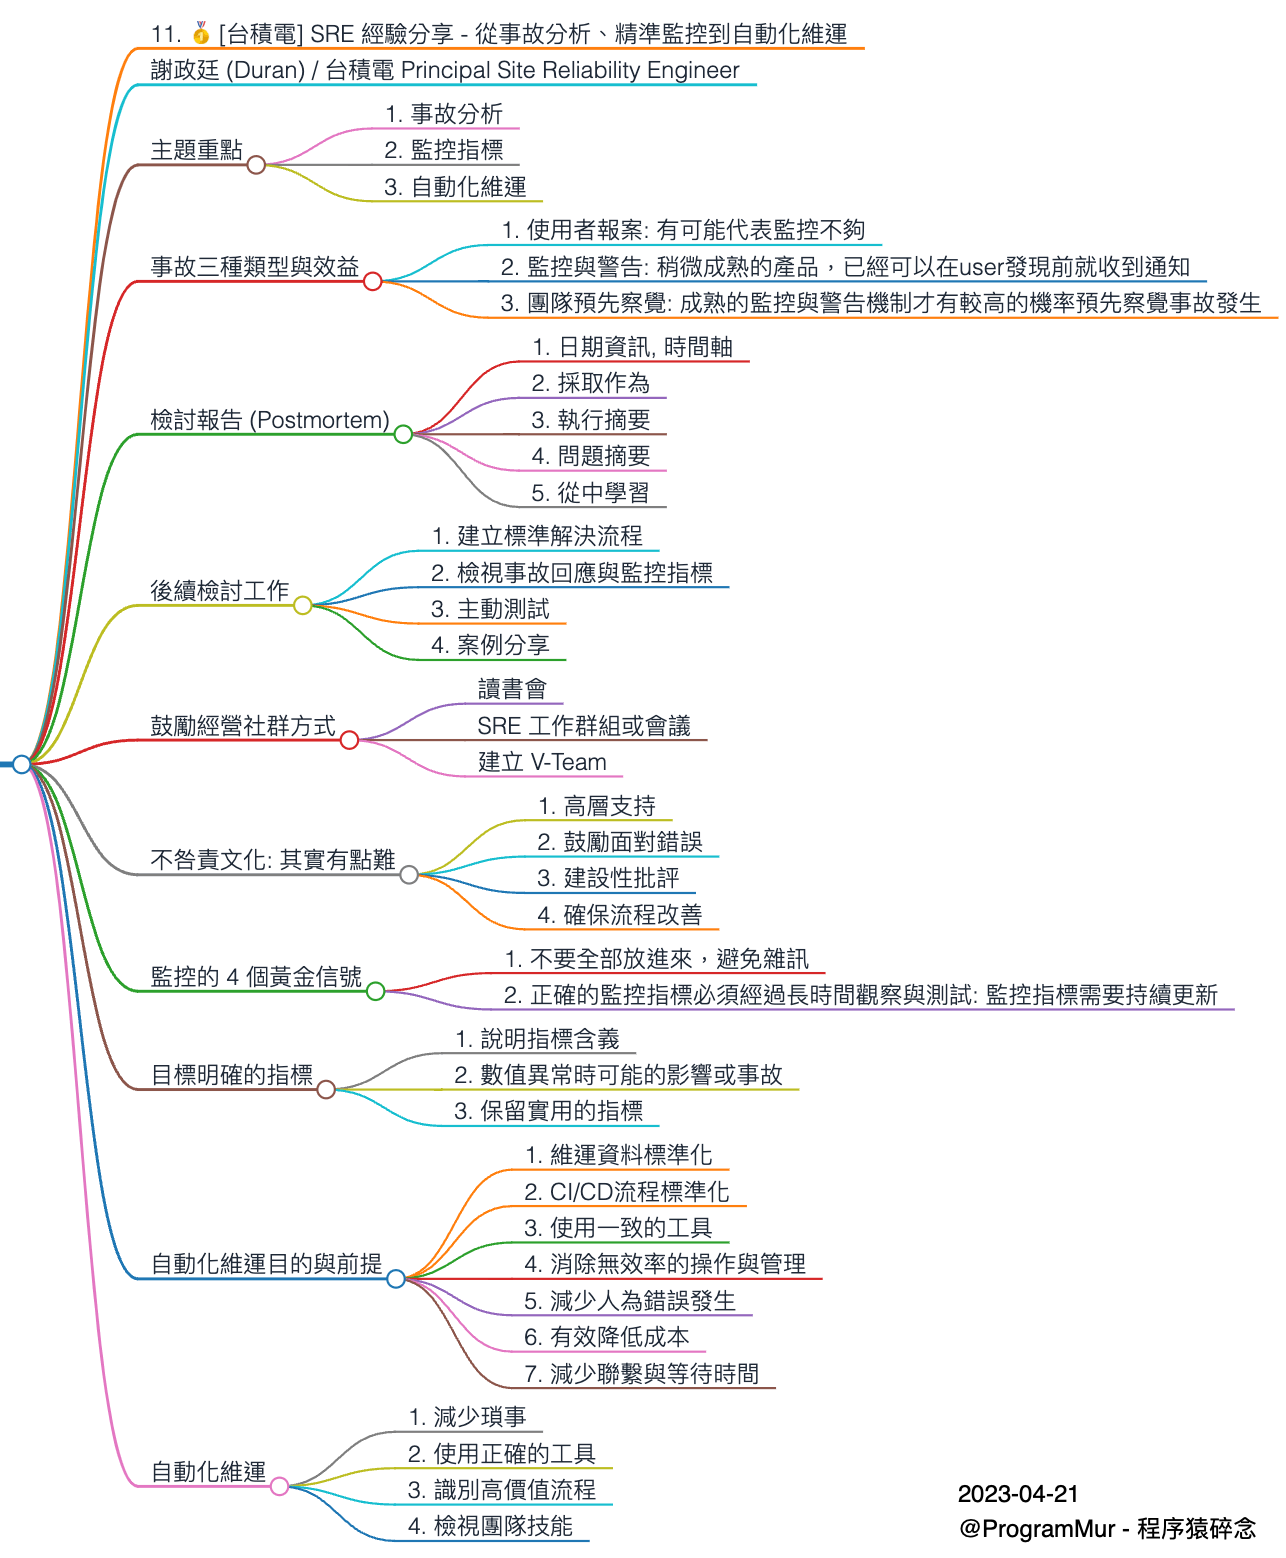 11. 🥇 [台積電] SRE 經驗分享 - 從事故分析、精準監控到自動化維運
謝政廷 (Duran) / 台積電 Principal Site Reliability Engineer
主題重點
1. 事故分析
2. 監控指標
3. 自動化維運
事故三種類型與效益
1. 使用者報案: 有可能代表監控不夠
2. 監控與警告: 稍微成熟的產品，已經可以在user發現前就收到通知
3. 團隊預先察覺: 成熟的監控與警告機制才有較高的機率預先察覺事故發生
檢討報告 (Postmortem)
1. 日期資訊, 時間軸
2. 採取作為
3. 執行摘要
4. 問題摘要
5. 從中學習
後續檢討工作
1. 建立標準解決流程
2. 檢視事故回應與監控指標
3. 主動測試
4. 案例分享
鼓勵經營社群方式
讀書會
SRE 工作群組或會議
建立 V-Team
不咎責文化: 其實有點難
1. 高層支持
2. 鼓勵面對錯誤
3. 建設性批評
4. 確保流程改善
監控的 4 個黃金信號
1. 不要全部放進來，避免雜訊
2. 正確的監控指標必須經過長時間觀察與測試: 監控指標需要持續更新
目標明確的指標
1. 說明指標含義
2. 數值異常時可能的影響或事故
3. 保留實用的指標
自動化維運目的與前提
1. 維運資料標準化
2. CI/CD流程標準化
3. 使用一致的工具
4. 消除無效率的操作與管理
5. 減少人為錯誤發生
6. 有效降低成本
7. 減少聯繫與等待時間
自動化維運
1. 減少瑣事
2. 使用正確的工具
3. 識別高價值流程
4. 檢視團隊技能
2023-04-21
@ProgramMur - 程序猿碎念